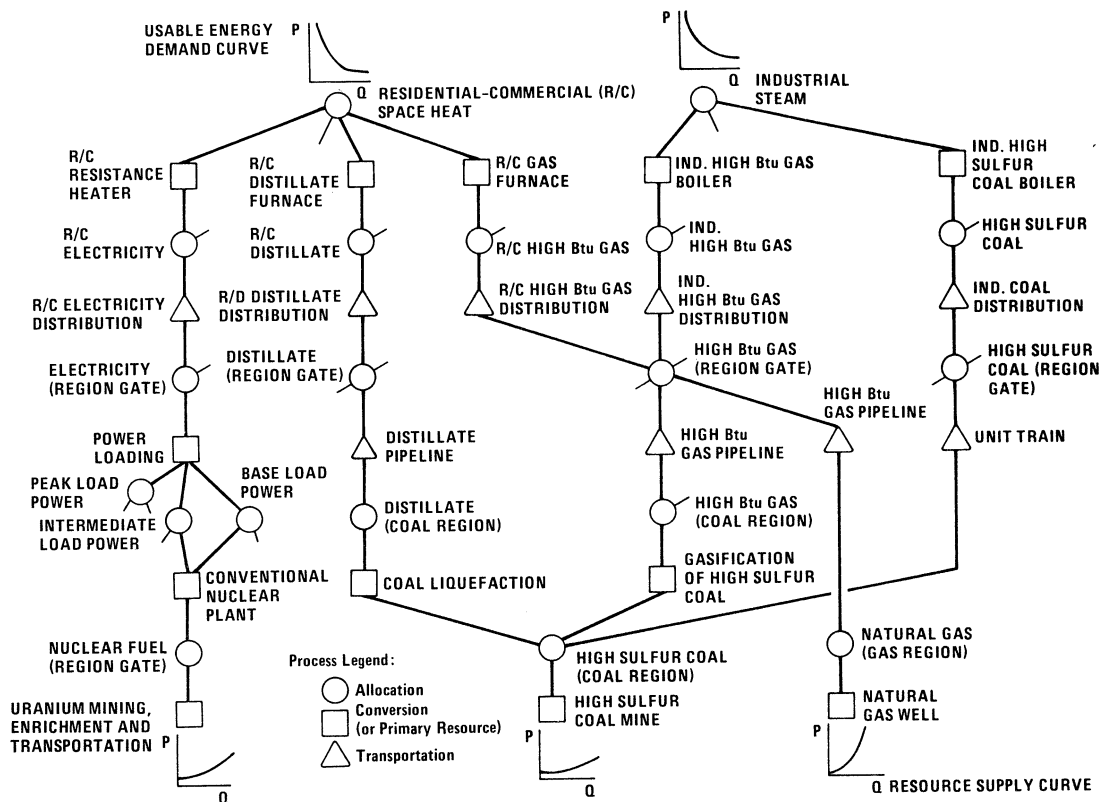 USABLE ENERGY
DEMAND CURVE
P
Q
P
Q
RESIDENTIAL-COMMERCIAL (R/C)
SPACE HEAT
INDUSTRIAL
STEAM
R/C
RESISTANCE
HEATER
R/C
DISTILLATE
FURNACE
R/C GAS
FURNACE
IND. HIGH Btu GAS
BOILER
IND. HIGH
SULFUR
COAL BOILER
R/C
ELECTRICITY
R/C
DISTILLATE
R/C HIGH Btu GAS
IND.
HIGH Btu GAS
HIGH SULFUR
COAL
R/C ELECTRICITY
DISTRIBUTION
R/D DISTILLATE
DISTRIBUTION
R/C HIGH Btu GAS
DISTRIBUTION
IND.
HIGH Btu GAS
DISTRIBUTION
IND. COAL
DISTRIBUTION
ELECTRICITY
(REGION GATE)
DISTILLATE
(REGION GATE)
HIGH Btu GAS
(REGION GATE)
HIGH SULFUR
COAL (REGION
GATE)
POWER
LOADING
DISTILLATE
PIPELINE
HIGH Btu
GAS PIPELINE
HIGH Btu
GAS PIPELINE
UNIT TRAIN
PEAK LOAD
POWER
BASE LOAD
POWER
INTERMEDIATE
LOAD POWER
DISTILLATE
(COAL REGION)
HIGH Btu GAS
(COAL REGION)
CONVENTIONAL
NUCLEAR
PLANT
COAL LIQUEFACTION
GASIFICATION
OF HIGH SULFUR
COAL
NUCLEAR FUEL
(REGION GATE)
HIGH SULFUR COAL
(COAL REGION)
NATURAL GAS
(GAS REGION)
Process Legend:
Allocation
Conversion
(or Primary Resource)
Transportation
URANIUM MINING,
ENRICHMENT AND
TRANSPORTATION
HIGH SULFUR
COAL MINE
NATURAL
GAS WELL
P
Q
P
Q
P
Q
RESOURCE SUPPLY CURVE